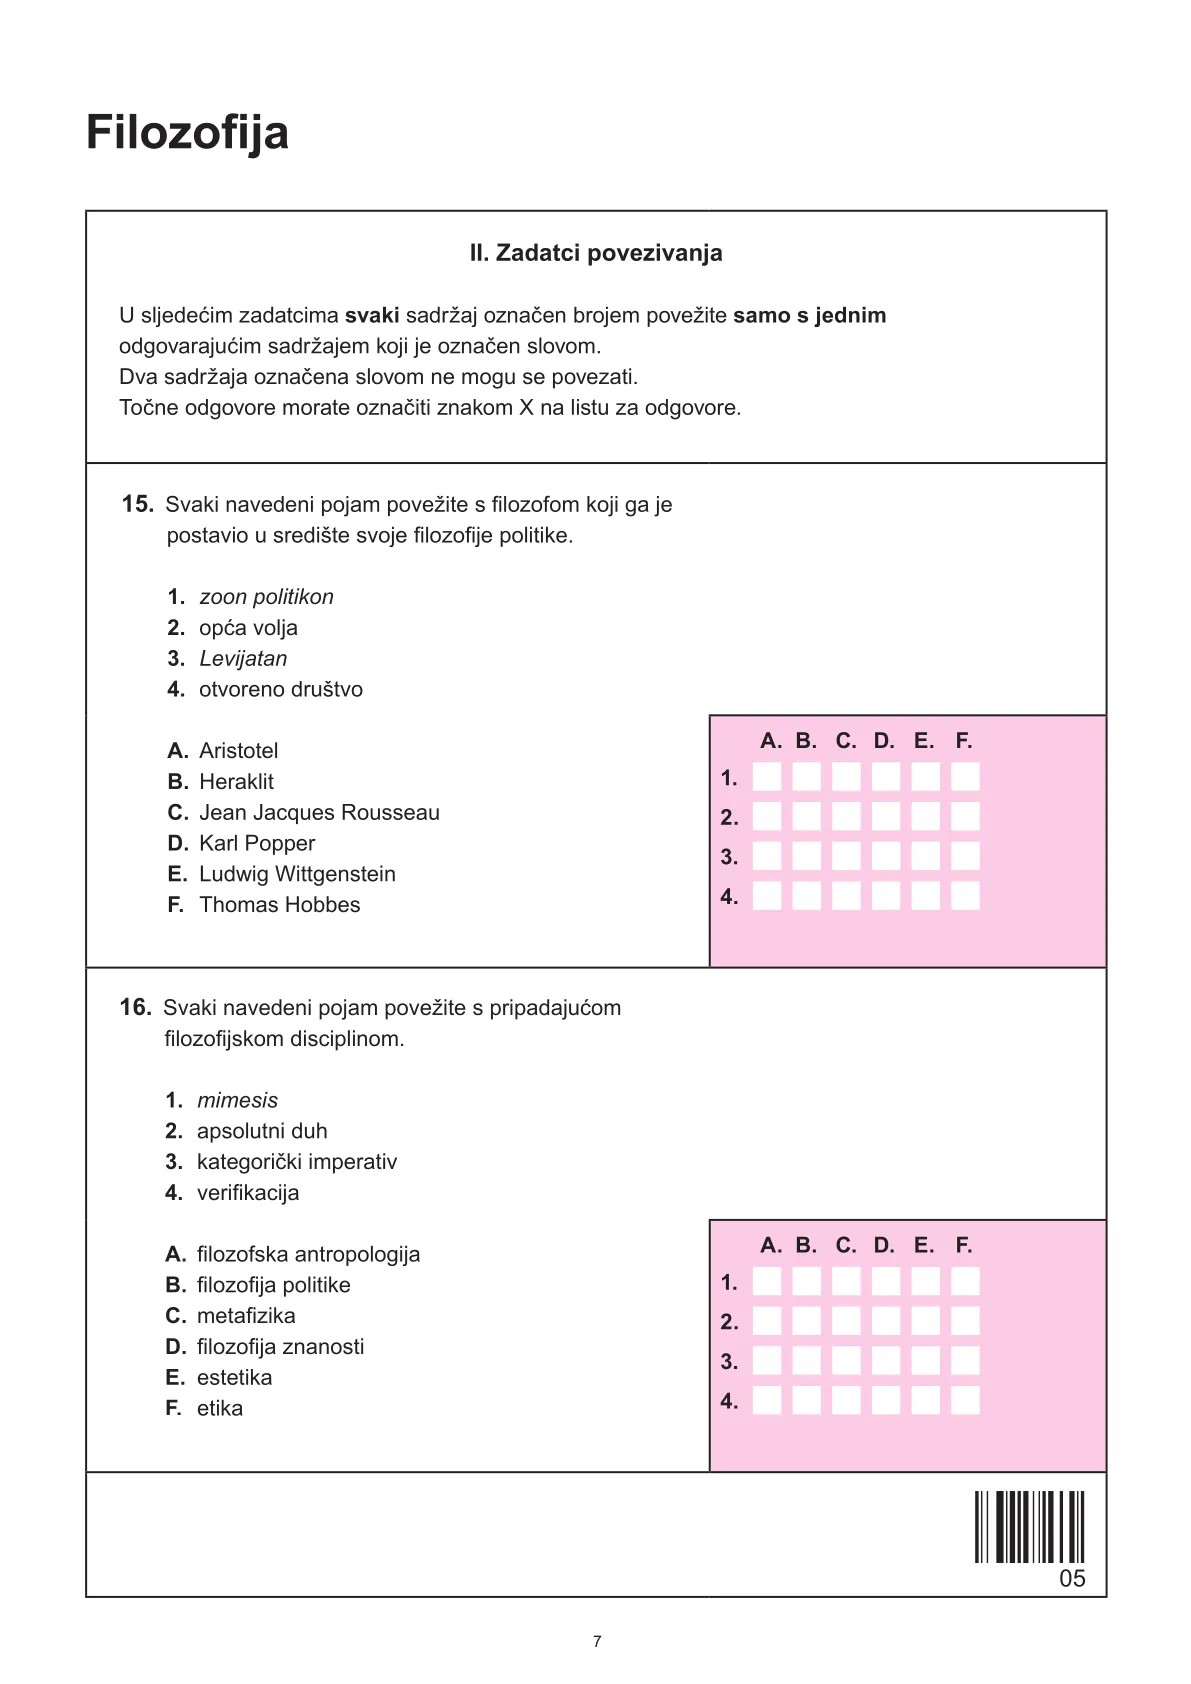 Filozofija
II. Zadatci povezivanja
U sljedećim zadatcima svaki sadržaj označen brojem povežite samo s jednim
odgovarajućim sadržajem koji je označen slovom.
Dva sadržaja označena slovom ne mogu se povezati.
Točne odgovore morate označiti znakom X na listu za odgovore.
15. Svaki navedeni pojam povežite s filozofom koji ga je
postavio u središte svoje filozofije politike.
1. zoon politikon
2. opća volja
3. Levijatan
4. otvoreno društvo
A. Aristotel
B. Heraklit
C. Jean Jacques Rousseau
D. Karl Popper
E. Ludwig Wittgenstein
F. Thomas Hobbes
A. B. C. D. E. F.
1.
2.
3.
4.
16. Svaki navedeni pojam povežite s pripadajućom
filozofijskom disciplinom.
1. mimesis
2. apsolutni duh
3. kategorički imperativ
4. verifikacija
A. filozofska antropologija
B. filozofija politike
C. metafizika
D. filozofija znanosti
E. estetika
F. etika
A. B. C. D. E. F.
1.
2.
3.
4.
05
7